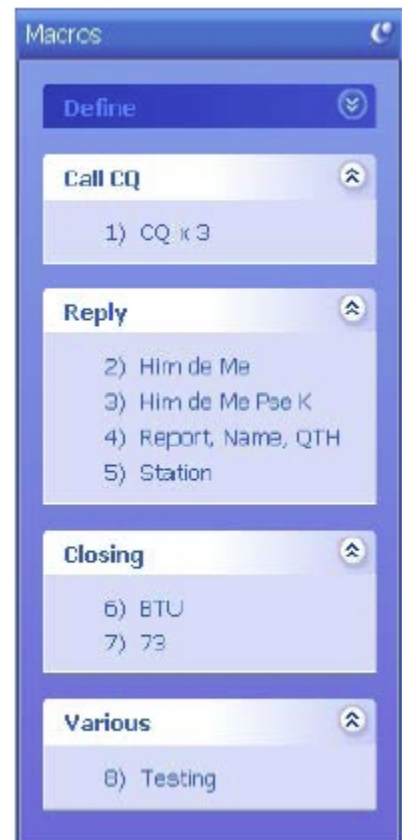 Macros
Define
Call CQ
1) CQ x 3
Reply
2) Him de Me
3) Him de Me Pse K
4) Report, Name, QTH
5) Station
Closing
6) BTU
7) 73
Various
8) Testing